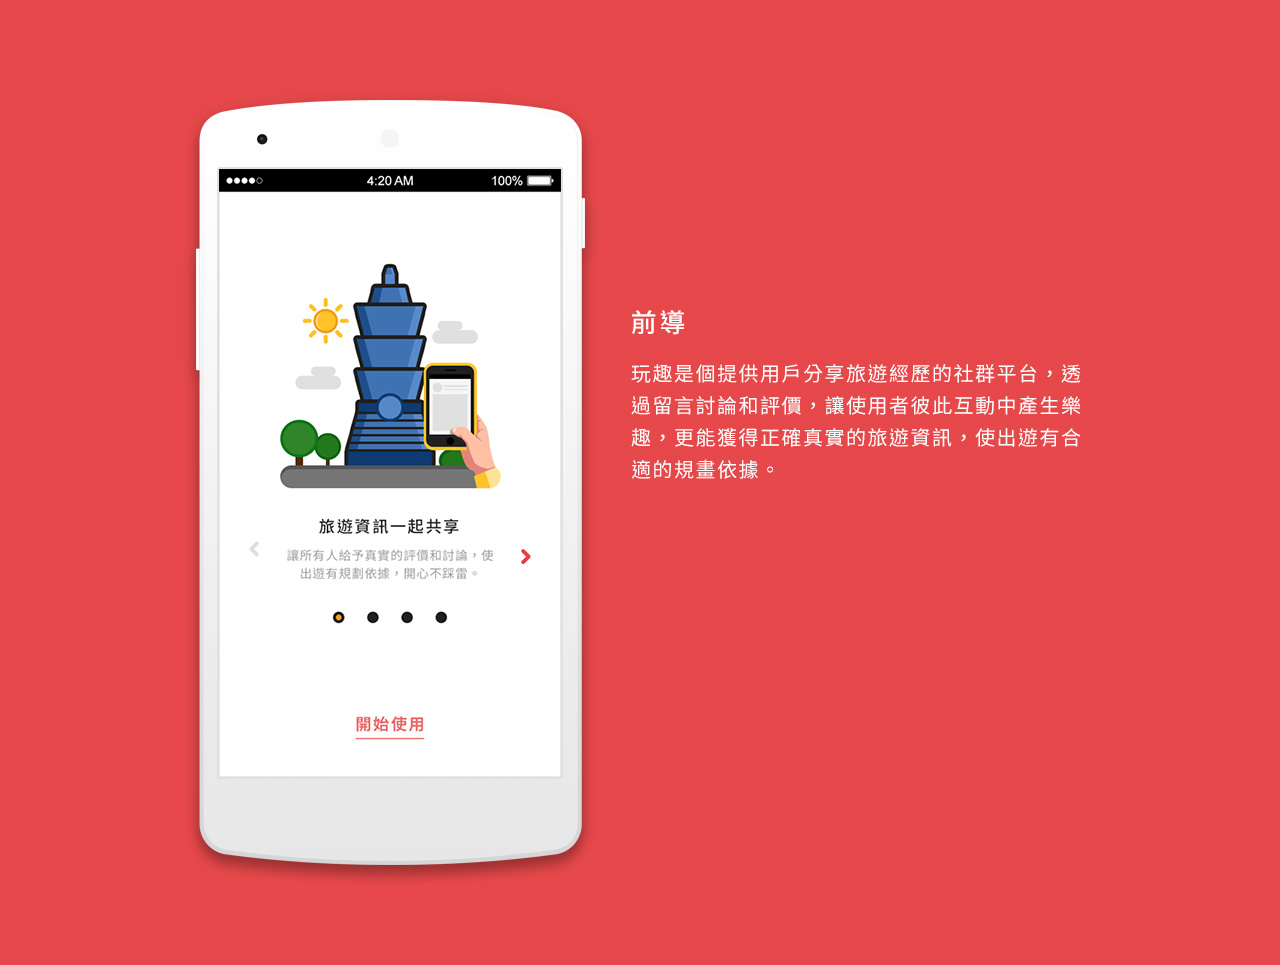 4:20 AM
100%
旅遊資訊一起共享
讓所有人給予真實的評價和討論，使
出遊有規劃依據，開心不踩雷。
開始使用
前導
玩趣是個提供用戶分享旅遊經歷的社群平台，透
過留言討論和評價，讓使用者彼此互動中產生樂
趣，更能獲得正確真實的旅遊資訊，使出遊有合
適的規畫依據。